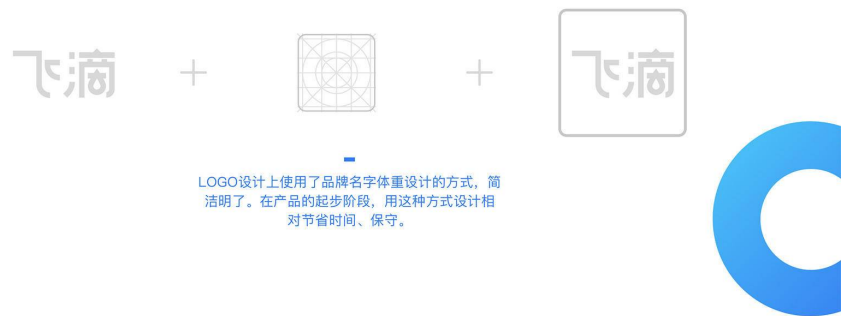 飞滴 飞滴
LOGO设计上使用了品牌名字体重设计的方式，简
洁明了。在产品的起步阶段，用这种方式设计相
对节省时间、保守。